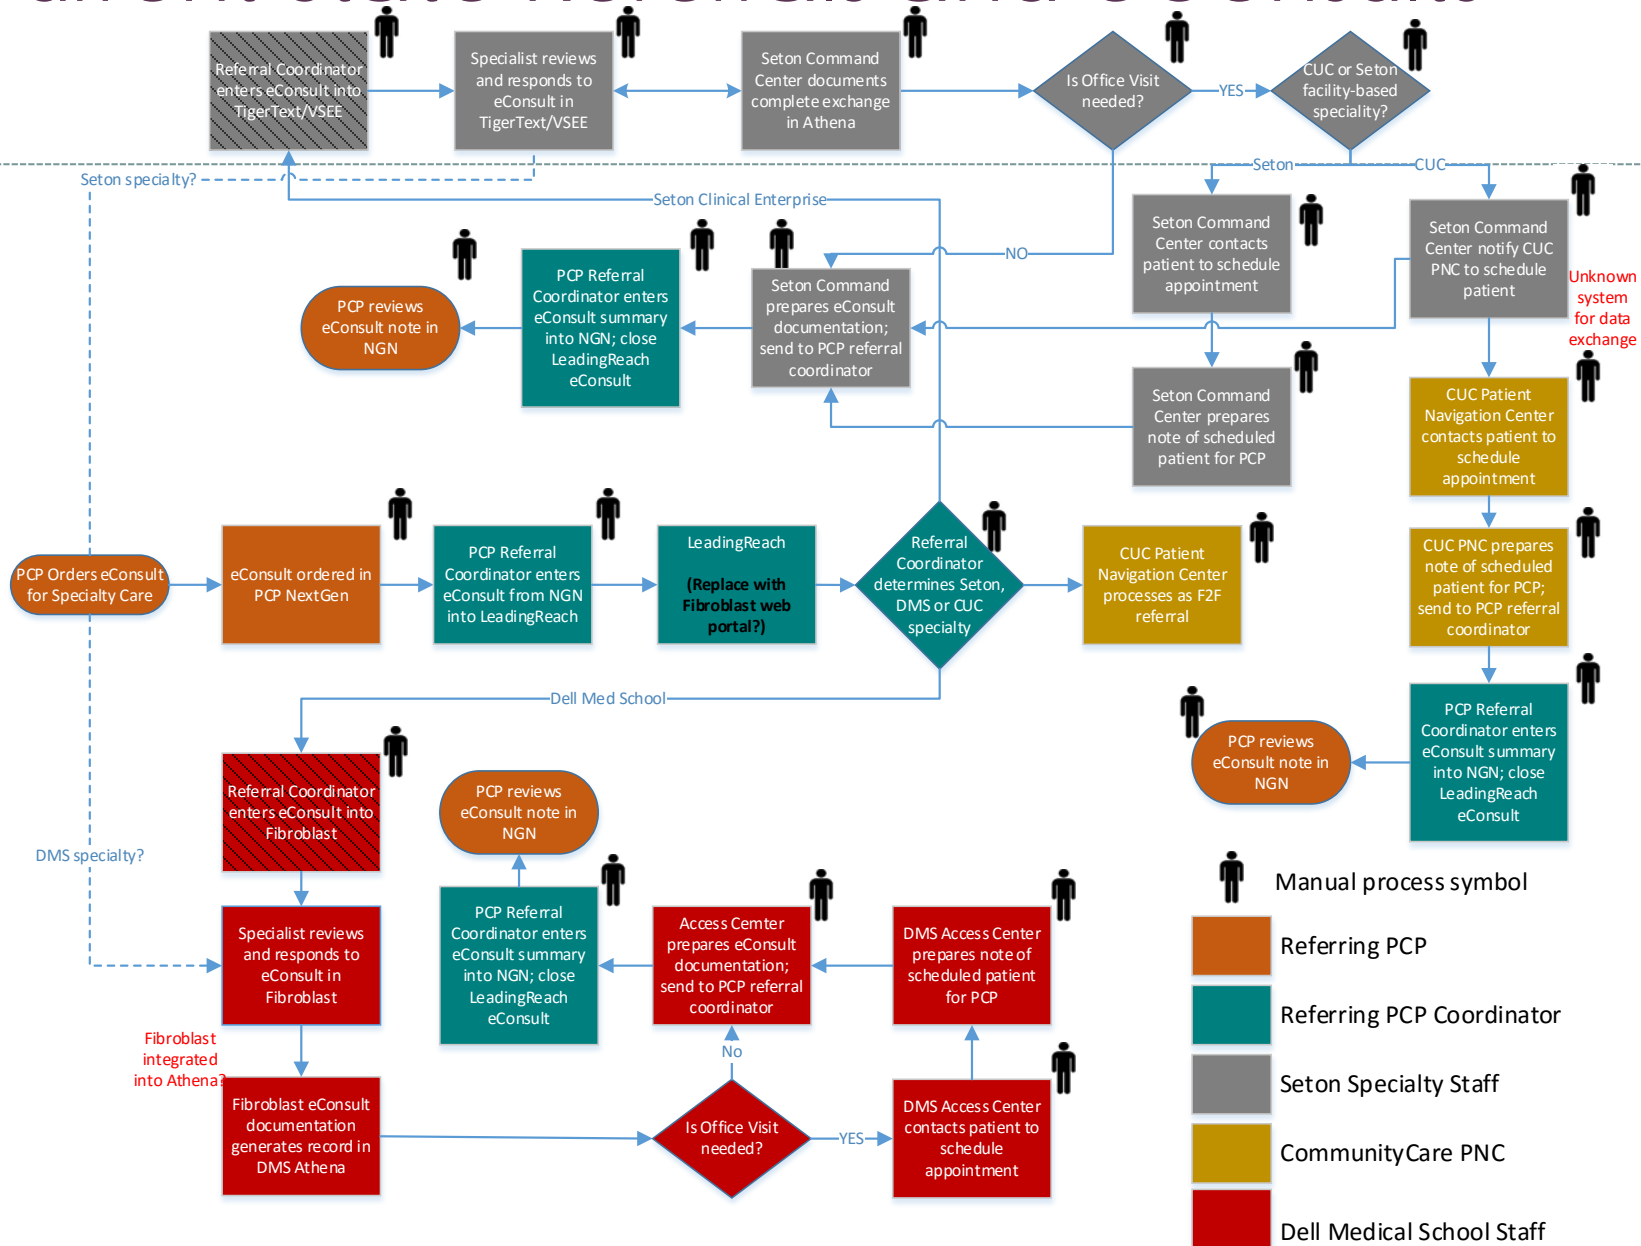 Referral Coordinator
enters eConsult into
TigerText/VSEE
Specialist reviews
and responds to
eConsult in
TigerText/VSEE
Seton Command
Center documents
complete exchange
in Athena
Is Office Visit
needed?
YES
CUC or Seton
facility-based
speciality?
Seton specialty?
Seton Clinical Enterprise
Seton
CUC
NO
PCP reviews
eConsult note in
NGN
PCP Referral
Coordinator enters
eConsult summary
into NGN; close
LeadingReach
eConsult
Seton Command
prepares eConsult
documentation;
send to PCP referral
coordinator
Seton Command
Center contacts
patient to schedule
appointment
Seton Command
Center notify CUC
PNC to schedule
patient
Unknown
system
for data
exchange
Seton Command
Center prepares
note of scheduled
patient for PCP
CUC Patient
Navigation Center
contacts patient to
schedule
appointment
PCP Orders eConsult
for Specialty Care
eConsult ordered in
PCP NextGen
PCP Referral
Coordinator enters
eConsult from NGN
into LeadingReach
LeadingReach
(Replace with
Fibroblast web
portal?)
Referral
Coordinator
determines Seton,
DMS or CUC
specialty
CUC Patient
Navigation Center
processes as F2F
referral
CUC PNC prepares
note of scheduled
patient for PCP;
send to PCP referral
coordinator
Dell Med School
PCP reviews
eConsult note in
NGN
PCP Referral
Coordinator enters
eConsult summary
into NGN; close
LeadingReach
eConsult
Referral Coordinator
enters eConsult into
Fibroblast
PCP reviews
eConsult note in
NGN
DMS specialty?
Specialist reviews
and responds to
eConsult in
Fibroblast
PCP Referral
Coordinator enters
eConsult summary
into NGN; close
LeadingReach
eConsult
Access Cemter
prepares eConsult
documentation;
send to PCP referral
coordinator
DMS Access Center
prepares note of
scheduled patient
for PCP
Fibroblast
integrated
into Athena?
No
Fibroblast eConsult
documentation
generates record in
DMS Athena
Is Office Visit
needed?
YES
DMS Access Center
contacts patient to
schedule
appointment
Manual process symbol
Referring PCP
Referring PCP Coordinator
Seton Specialty Staff
CommunityCare PNC
Dell Medical School Staff